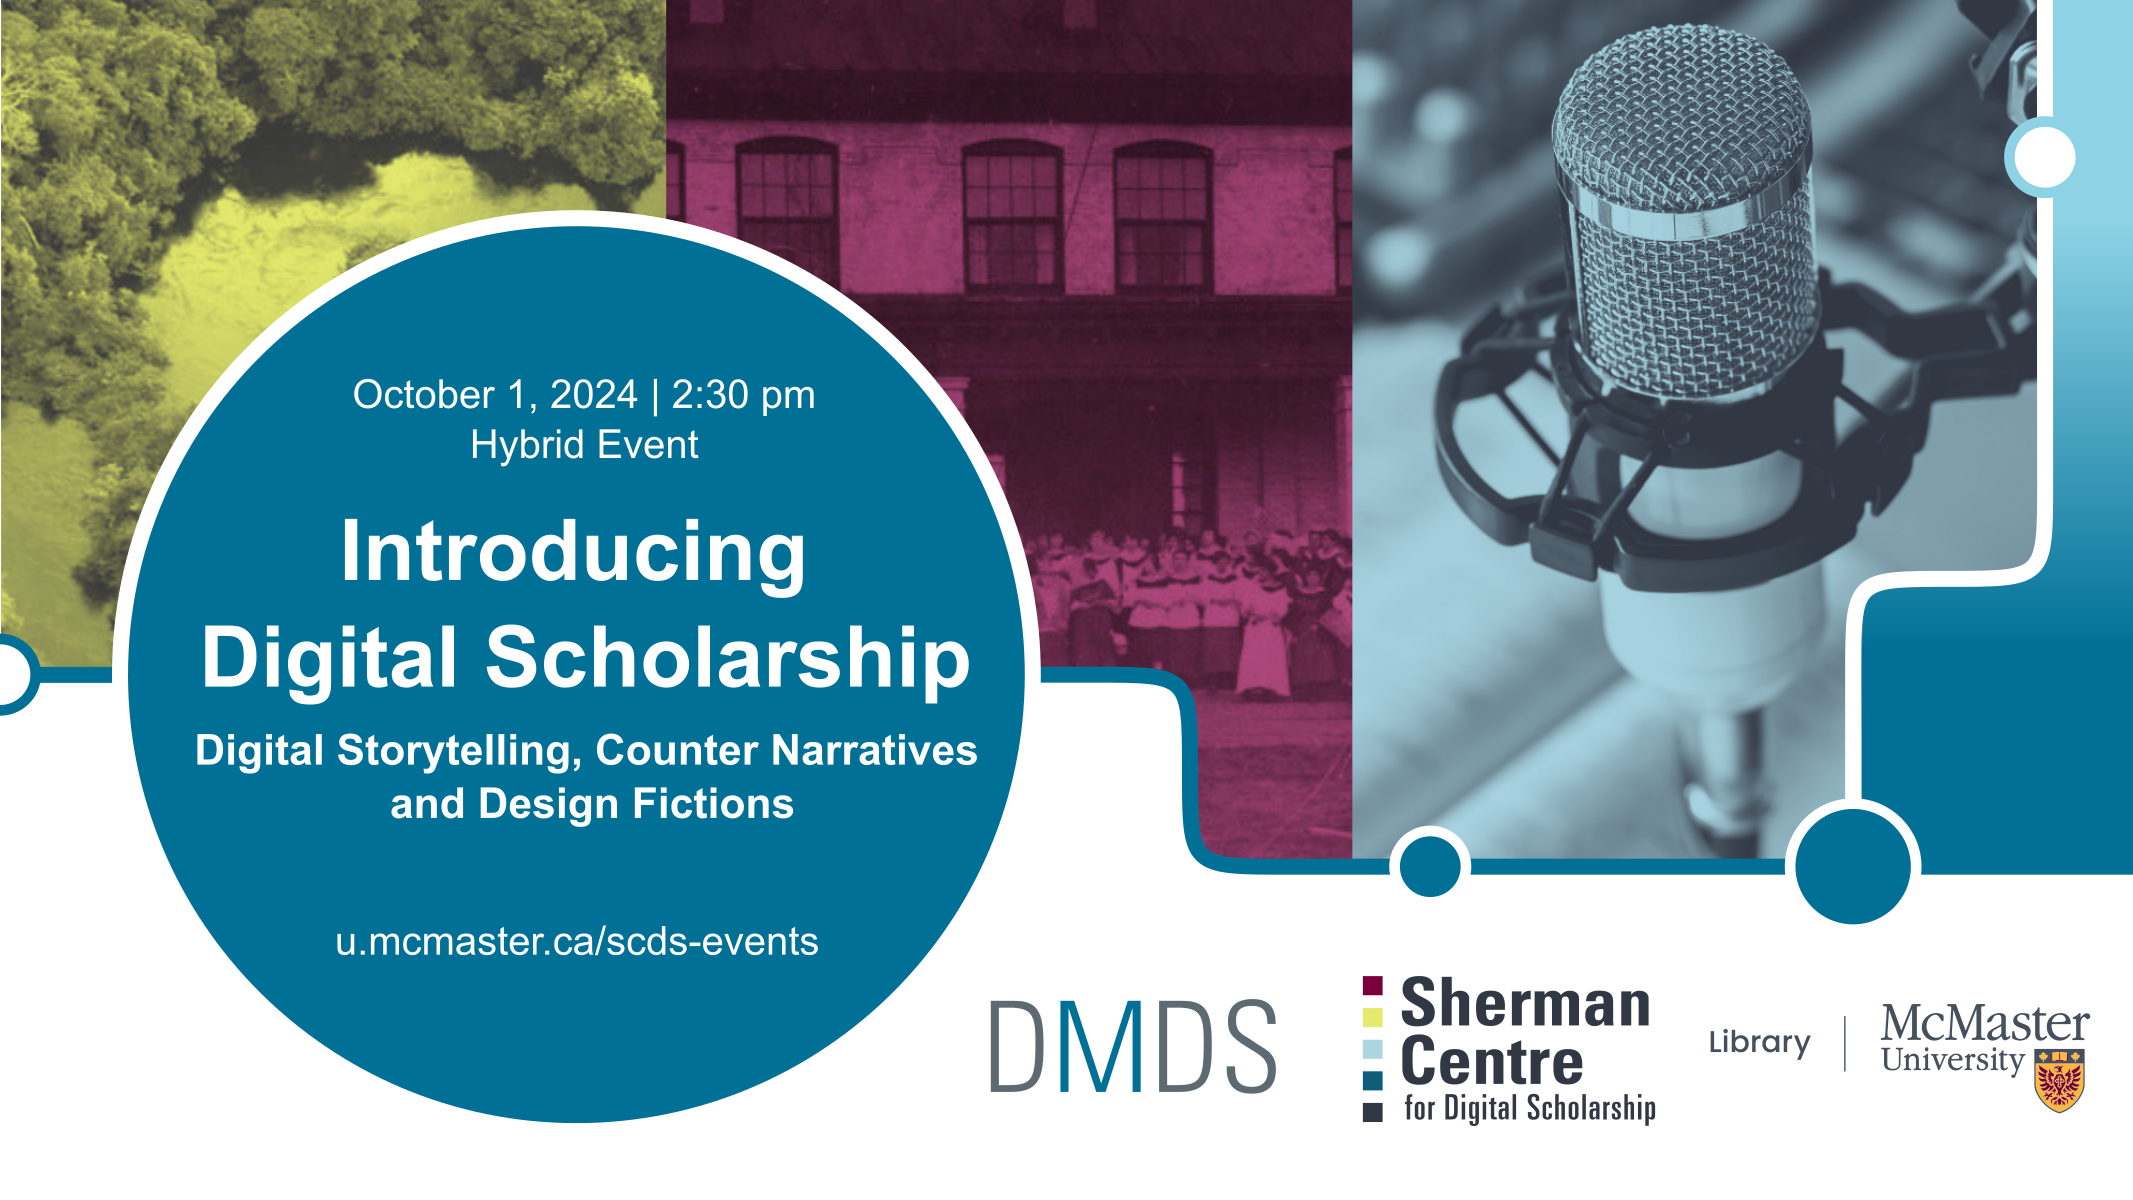 October 1, 2024 | 2:30 pm
Hybrid Event
Introducing
Digital Scholarship
Digital Storytelling, Counter Narratives
and Design Fictions
u.mcmaster.ca/scds-events
DMDS
Sherman
Centre
for Digital Scholarship
Library
McMaster
University